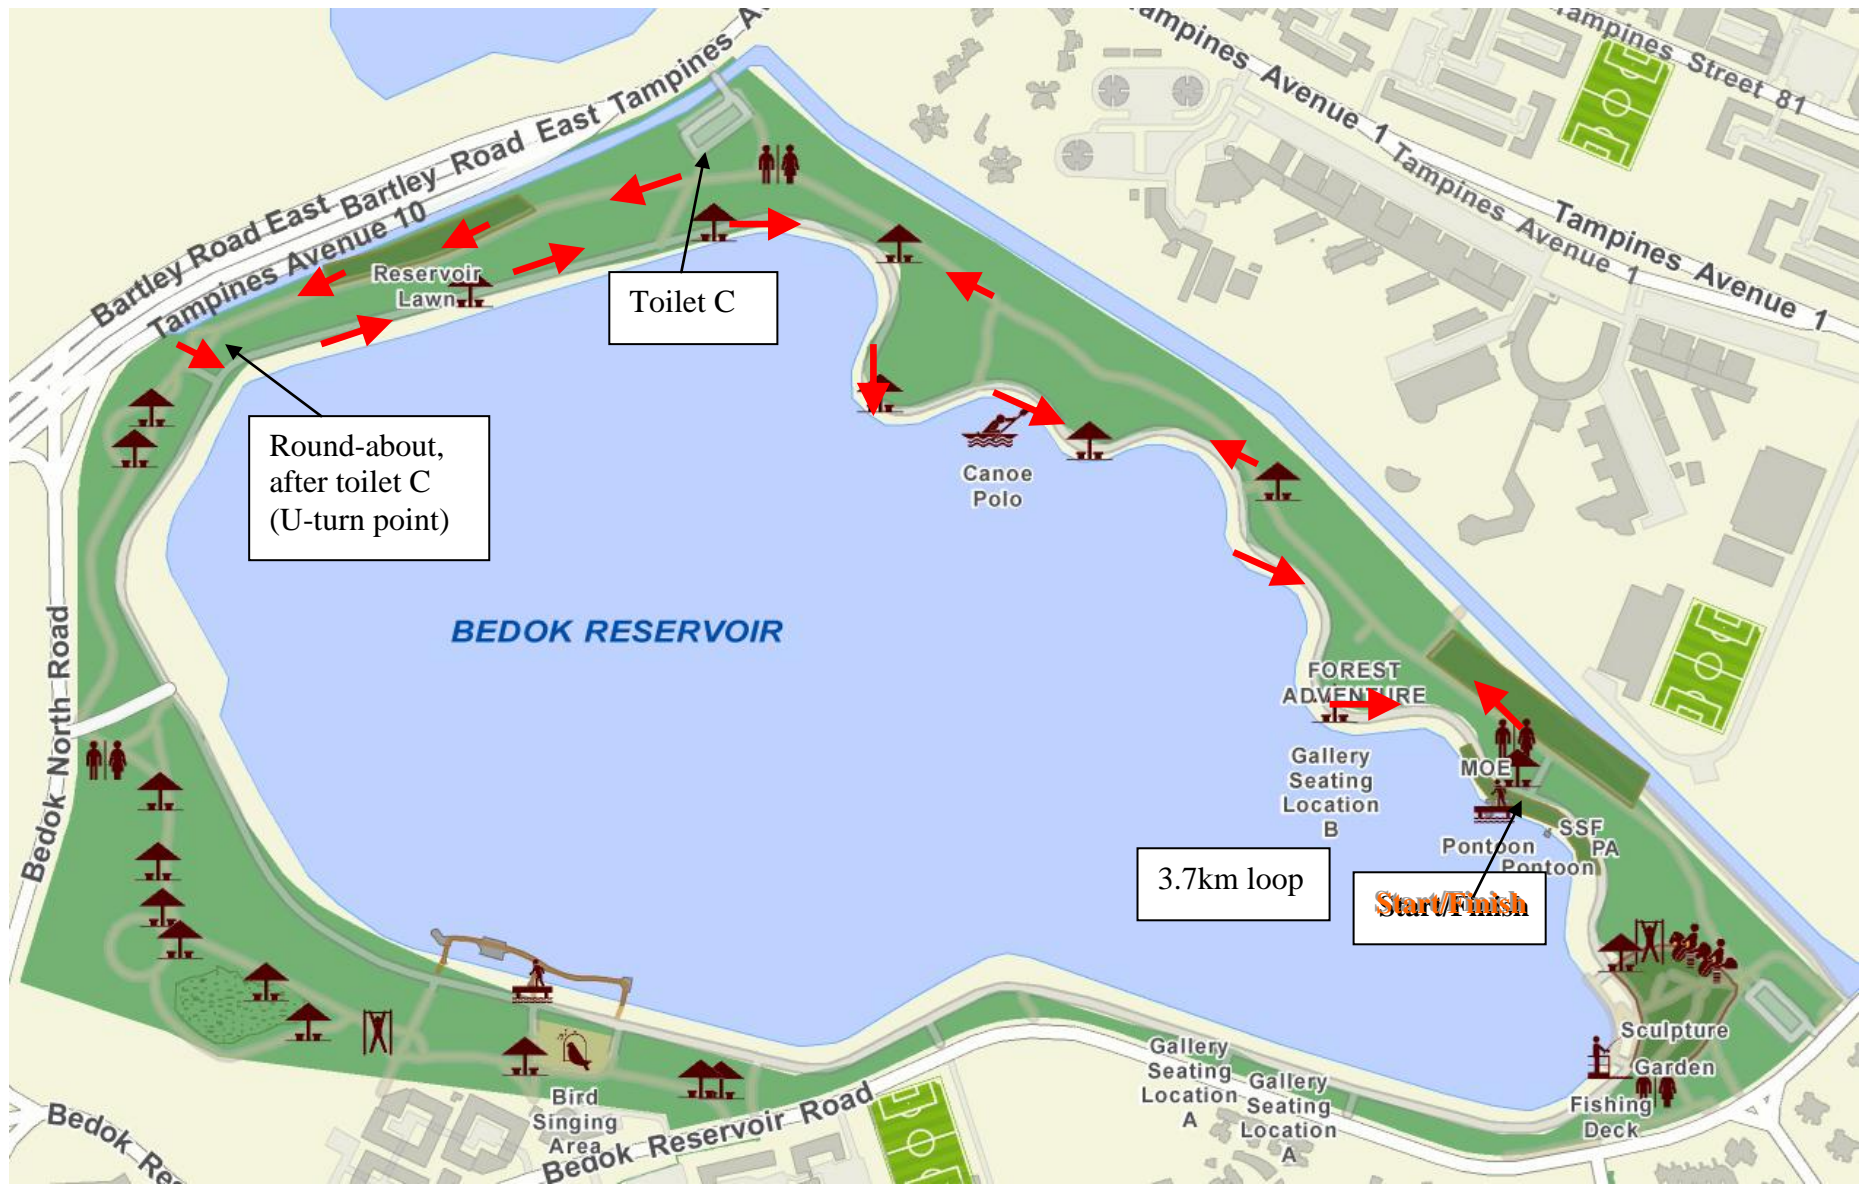 Bartley Road East
Bartley Road East
Tampines
Tampines Avenue 10
Tampines Avenue 1
Tampines Avenue 1
Tampines Avenue 1
Tampines Street 81
Reservoir
Lawn
Toilet C
Round-about,
after toilet C
(U-turn point)
Canoe
Polo
BEDOK RESERVOIR
FOREST
ADVENTURE
Gallery
Seating
Location
B
MOE
SSF
PA
Pontoon
Pontoon
3.7km loop
Start/Finish
Bedok North Road
Sculpture
Garden
Fishing
Deck
Gallery
Seating
Location
A
Gallery
Seating
Location
A
Bird
Singing
Area
Bedok Reservoir Road
Bedok Res